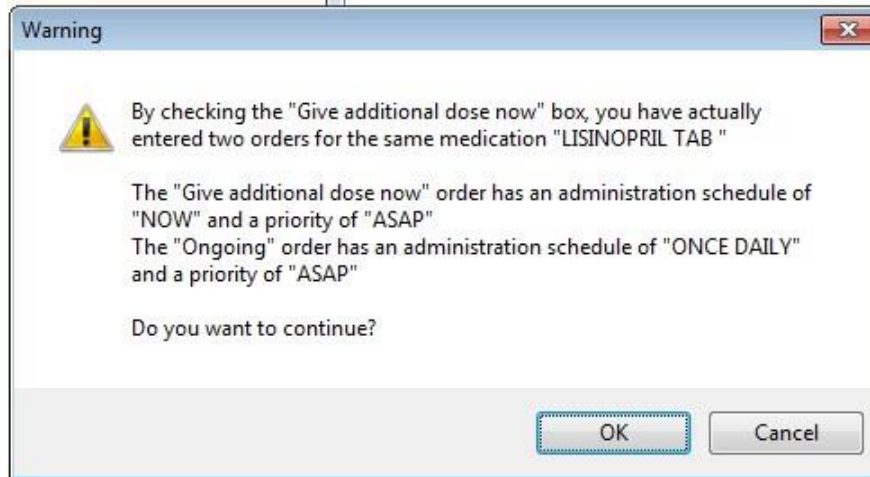 Warning
By checking the "Give additional dose now" box, you have actually
entered two orders for the same medication "LISINOPRIL TAB "
The "Give additional dose now" order has an administration schedule of
"NOW" and a priority of "ASAP"
The "Ongoing" order has an administration schedule of "ONCE DAILY"
and a priority of "ASAP"
Do you want to continue?
OK
Cancel